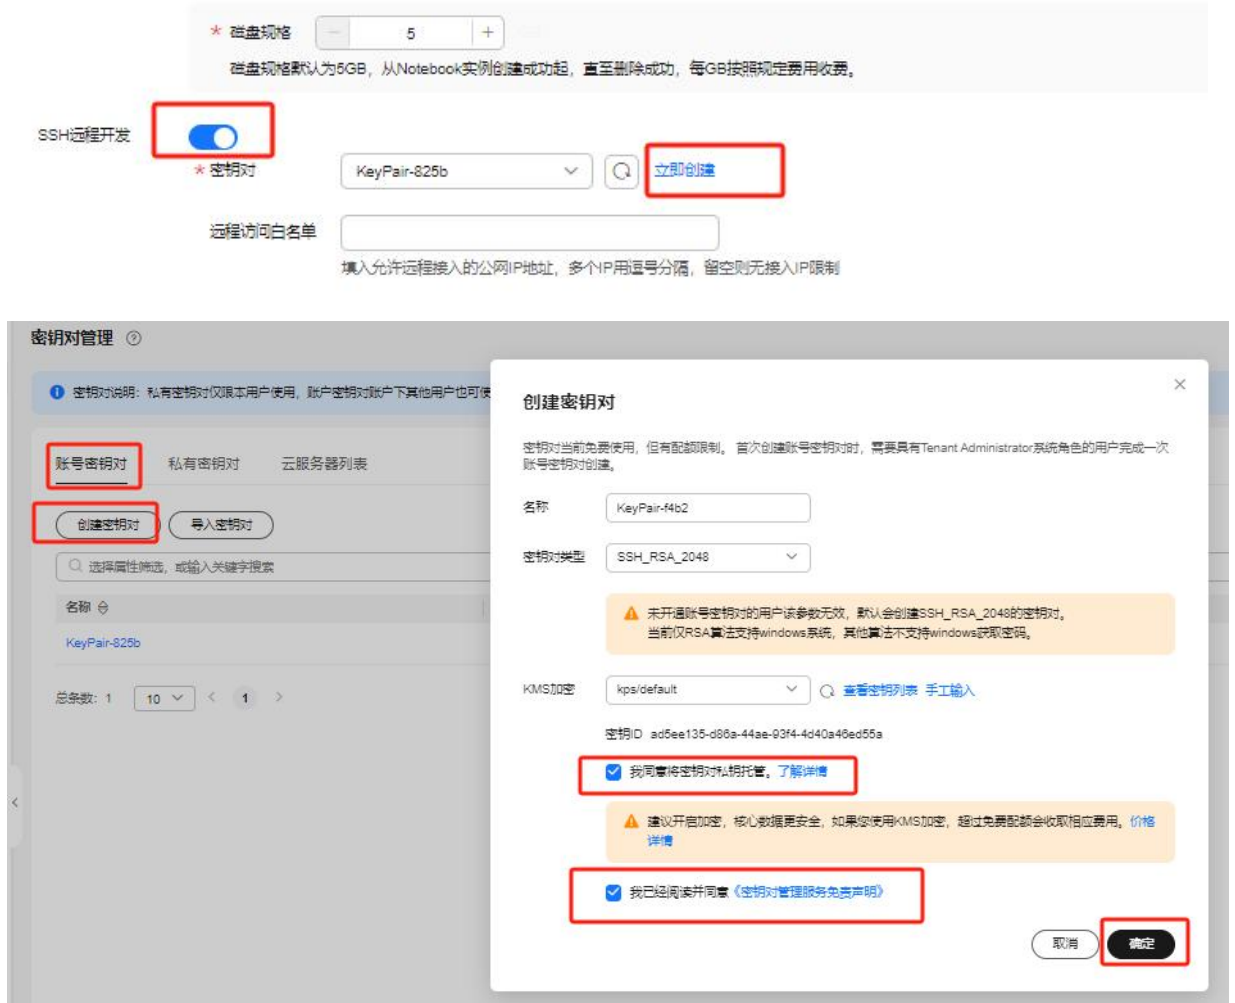 * 磁盘规格 － 5 ＋
磁盘规格默认为5GB，从Notebook实例创建成功起，直至删除成功，每GB按照规定费用收费。
SSH远程开发
* 密钥对 KeyPair-825b 立即创建
远程访问白名单
填入允许远程接入的公网IP地址，多个IP用逗号分隔，留空则无接入IP限制
密钥对管理
密钥对说明：私有密钥对仅限本用户使用，账户密钥对账户下其他用户也可使
账号密钥对 私有密钥对 云服务器列表
创建密钥对 导入密钥对
选择属性筛选，或输入关键字搜索
名称
KeyPair-825b
总条数：1 10 < 1 >
创建密钥对
密钥对当前免费使用，但有配额限制。 首次创建账号密钥对时，需要具有Tenant Administrator系统角色的用户完成一次
账号密钥对创建。
名称 KeyPair-f4b2
密钥对类型 SSH_RSA_2048
未开通账号密钥对的用户该参数无效，默认会创建SSH_RSA_2048的密钥对。
当前仅RSA算法支持windows系统，其他算法不支持windows获取密码。
KMS加密 kps/default 查看密钥列表 手工输入
密钥ID ad5ee135-d86a-44ae-93f4-4d40a46ed55a
我同意将密钥对私钥托管。了解详情
建议开启加密，核心数据更安全，如果您使用KMS加密，超过免费配额会收取相应费用。价格
详情
我已经阅读并同意《密钥对管理服务免责声明》
取消 确定